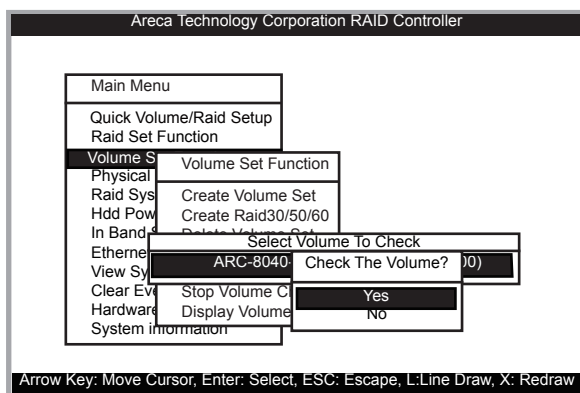 Areca Technology Corporation RAID Controller
Main Menu
Quick Volume/Raid Setup
Raid Set Function
Volume S
Physical
Raid Sys
Hdd Pow
In Band
Etherne
View Sy
Clear Eve
Hardware
System information
Volume Set Function
Create Volume Set
Create Raid30/50/60
Delete Volume Set
Stop Volume C
Display Volume
Select Volume To Check
ARC-8040- 00)
Check The Volume?
Yes
No
Arrow Key: Move Cursor, Enter: Select, ESC: Escape, L:Line Draw, X: Redraw